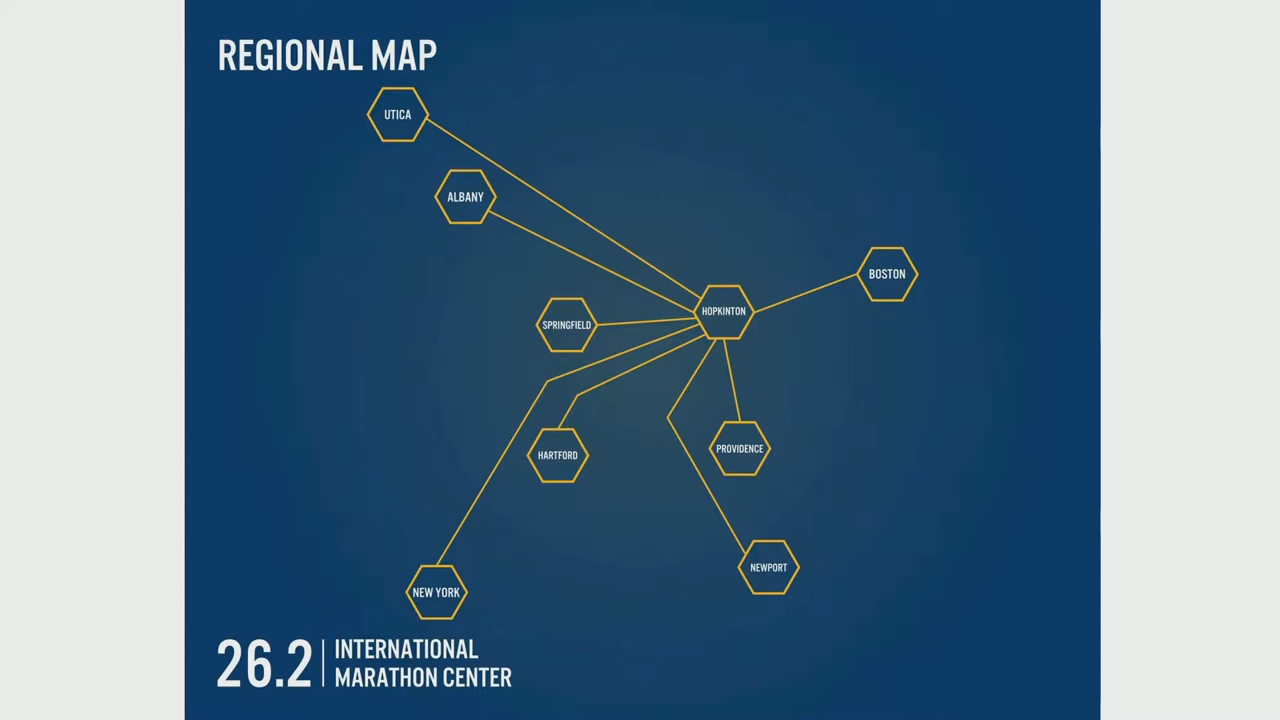 REGIONAL MAP
UTICA
ALBANY
BOSTON
HOPKINTON
SPRINGFIELD
HARTFORD
PROVIDENCE
NEWPORT
NEW YORK
26.2
INTERNATIONAL
MARATHON CENTER